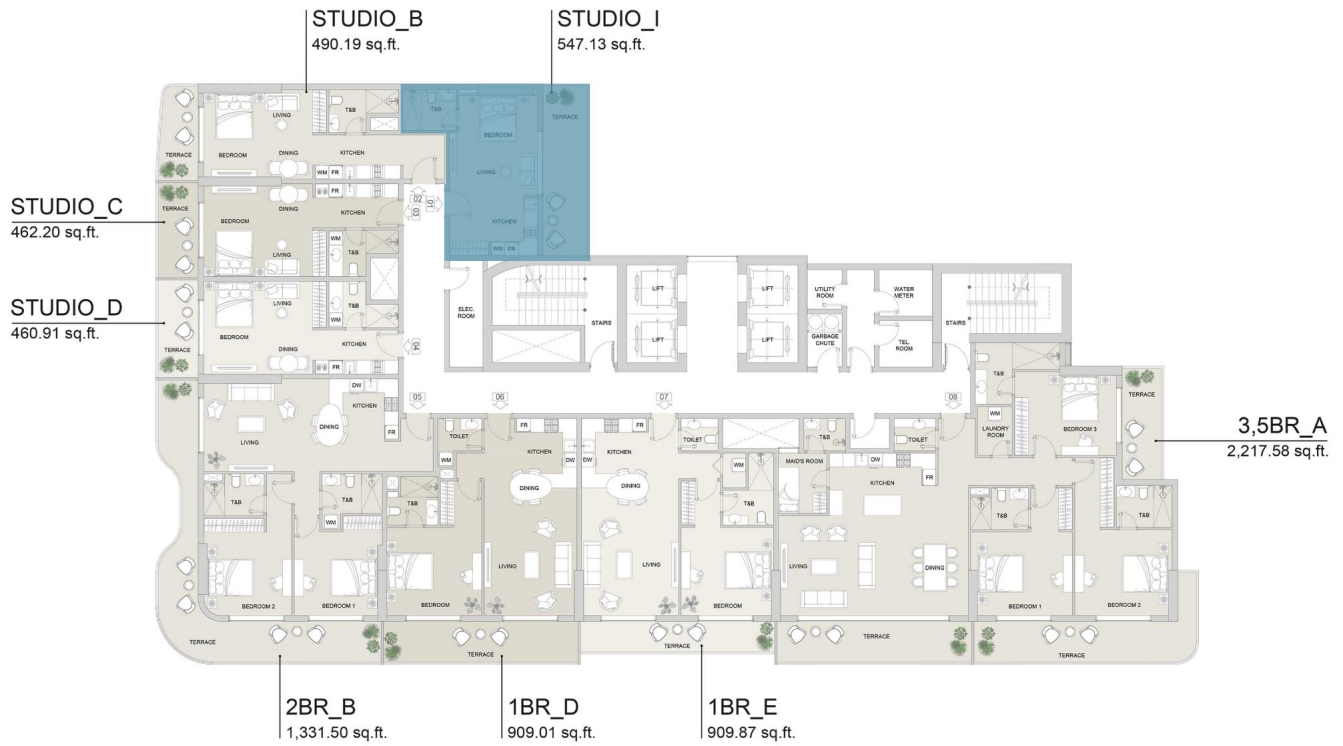 STUDIO_B
490.19 sq.ft.
STUDIO_I
547.13 sq.ft.
STUDIO_C
462.20 sq.ft.
STUDIO_D
460.91 sq.ft.
3,5BR_A
2,217.58 sq.ft.
2BR_B
1,331.50 sq.ft.
1BR_D
909.01 sq.ft.
1BR_E
909.87 sq.ft.
TERRACE
BEDROOM
LIVING
DINING
T&B
KITCHEN
WM
FR
T&B
BEDROOM
LIVING
KITCHEN
WM
FR
TERRACE
TERRACE
BEDROOM
DINING
LIVING
FR
KITCHEN
WM
T&B
02
01
03
TERRACE
BEDROOM
LIVING
DINING
WM
T&B
KITCHEN
FR
04
ELEC.
ROOM
STAIRS
LIFT
LIFT
LIFT
LIFT
UTILITY
ROOM
WATER
METER
GARBAGE
CHUTE
TEL.
ROOM
STAIRS
05
06
07
08
LIVING
DINING
DW
KITCHEN
FR
T&B
T&B
WM
BEDROOM 2
BEDROOM 1
TERRACE
TOILET
WM
T&B
BEDROOM
FR
KITCHEN
DW
DINING
LIVING
TERRACE
FR
KITCHEN
DW
DINING
LIVING
TOILET
WM
T&B
BEDROOM
TERRACE
T&B
MAID'S ROOM
TOILET
DW
KITCHEN
FR
LIVING
DINING
TERRACE
T&B
WM
LAUNDRY
ROOM
BEDROOM 3
TERRACE
T&B
T&B
BEDROOM 1
BEDROOM 2
TERRACE